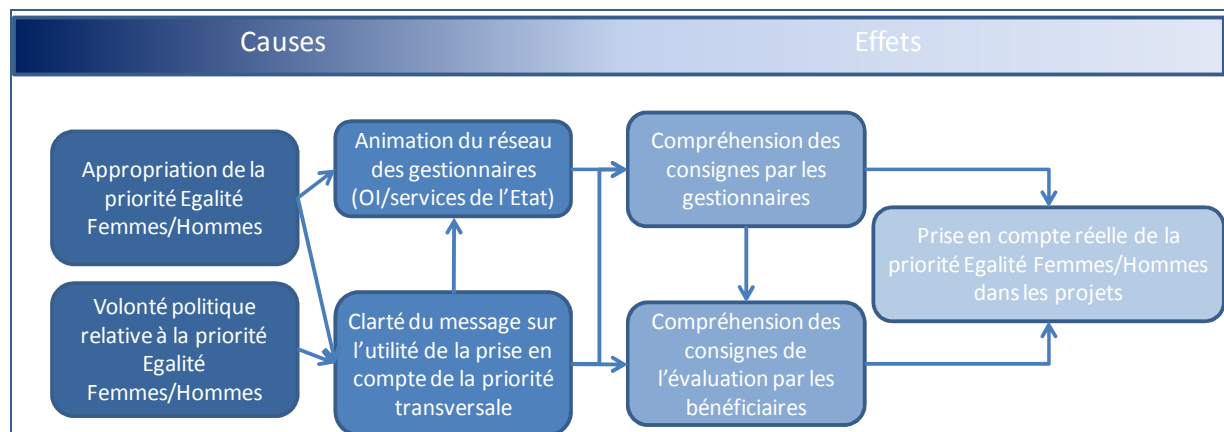 Causes
Effets
Appropriation de la
priorité Egalité
Femmes/Hommes
Volonté politique
relative à la priorité
Egalité
Femmes/Hommes
Animation du réseau
des gestionnaires
(OI/services de l'Etat)
Clarté du message sur
l'utilité de la prise en
compte de la priorité
transversale
Compréhension des
consignes par les
gestionnaires
Compréhension des
consignes de
l'évaluation par les
bénéficiaires
Prise en compte réelle de la
priorité Egalité Femmes/Hommes
dans les projets